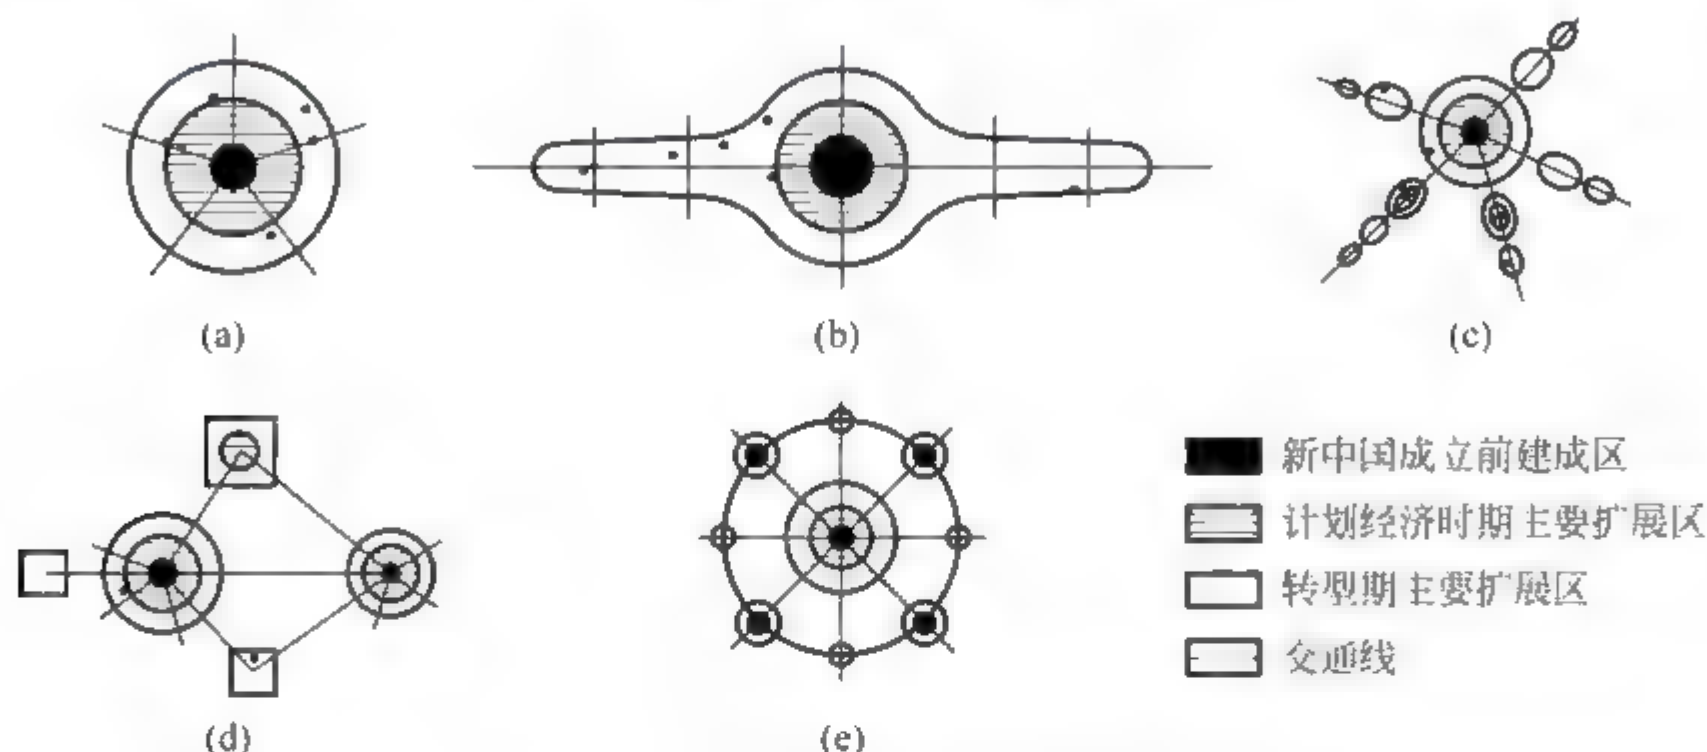 (a)
(b)
(c)
(d)
(e)
新中国成立前建成区
计划经济时期主要扩展区
转型期主要扩展区
交通线